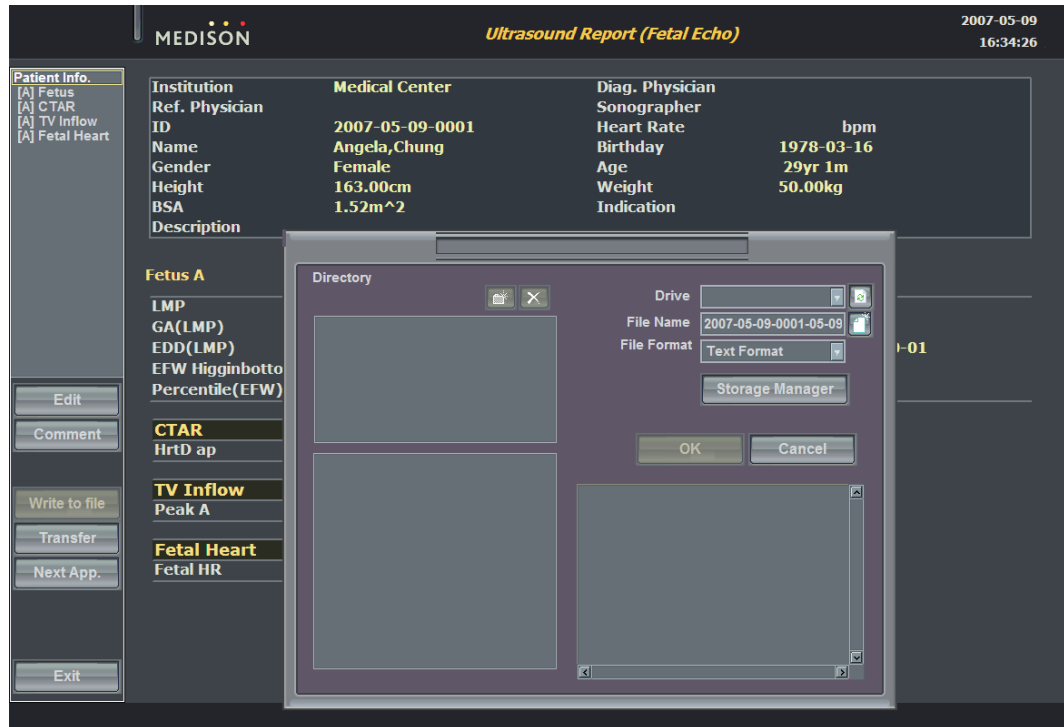 MEDISON
Ultrasound Report (Fetal Echo)
2007-05-09
16:34:26
Patient Info.
[A] Fetus
[A] CTAR
[A] TV Inflow
[A] Fetal Heart
Institution Medical Center Diag. Physician
Ref. Physician Sonographer
ID 2007-05-09-0001 Heart Rate bpm
Name Angela,Chung Birthday 1978-03-16
Gender Female Age 29yr 1m
Height 163.00cm Weight 50.00kg
BSA 1.52m^2 Indication
Description
Fetus A
LMP
GA(LMP)
EDD(LMP) -01
EFW Higginbotto
Percentile(EFW)
CTAR
HrtD ap
TV Inflow
Peak A
Fetal Heart
Fetal HR
Directory
Drive
File Name 2007-05-09-0001-05-09
File Format Text Format
Storage Manager
OK Cancel
Edit
Comment
Write to file
Transfer
Next App.
Exit